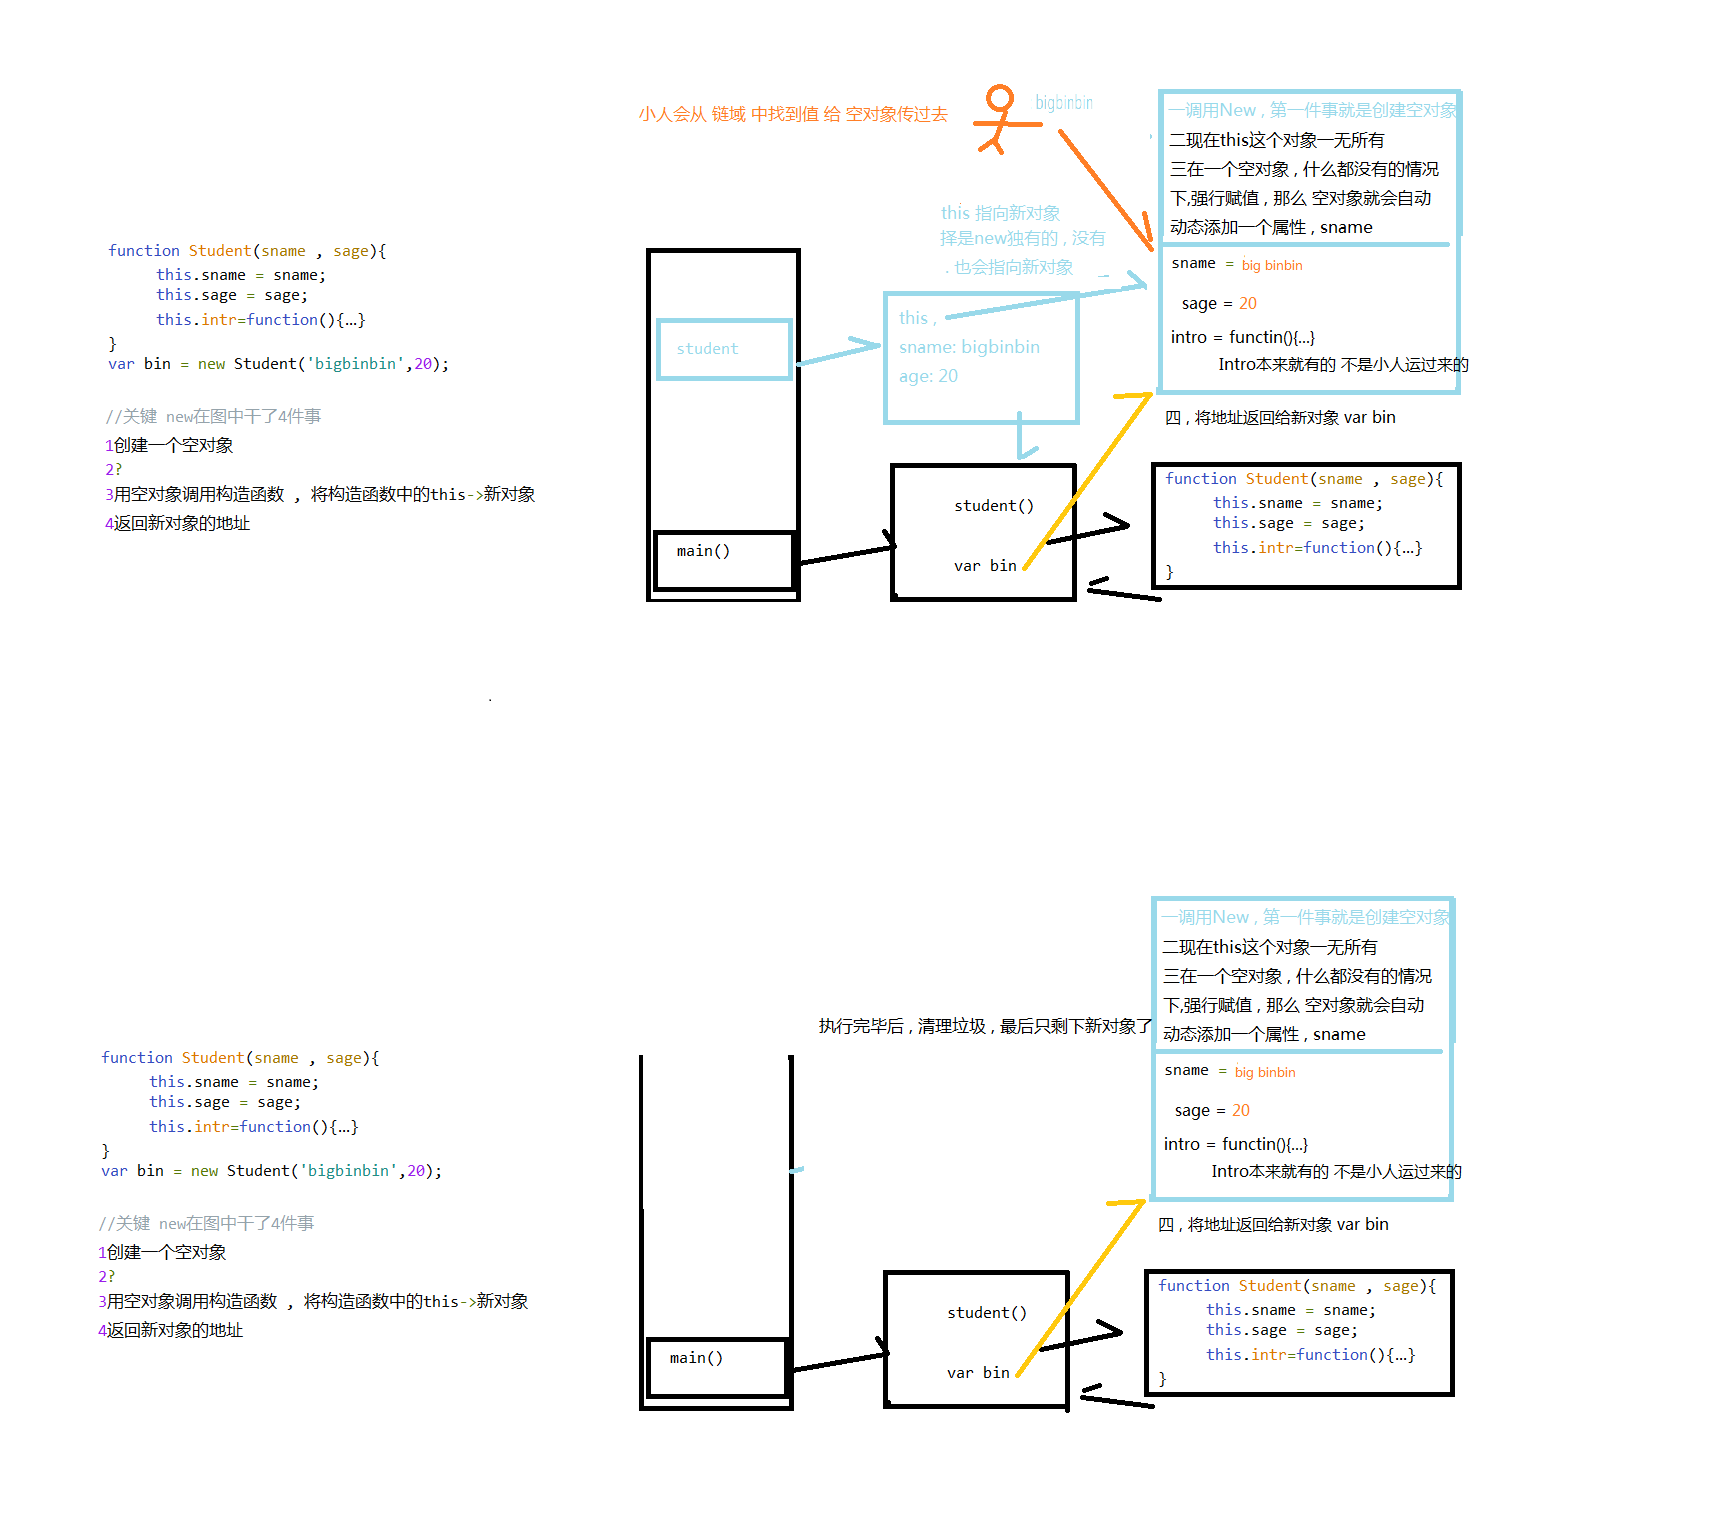 小人会从 链域 中找到值 给 空对象传过去
bigbinbin
一调用New , 第一件事就是创建空对象
二现在this这个对象一无所有
三在一个空对象 , 什么都没有的情况
下,强行赋值 , 那么 空对象就会自动
动态添加一个属性 , sname
this 指向新对象
择是new独有的 , 没有
. 也会指向新对象
function Student(sname , sage){
this.sname = sname;
this.sage = sage;
this.intr=function(){…}
}
var bin = new Student('bigbinbin',20);
//关键 new在图中干了4件事
1创建一个空对象
2?
3用空对象调用构造函数 , 将构造函数中的this->新对象
4返回新对象的地址
student
this ,
sname: bigbinbin
age: 20
sname = big binbin
sage = 20
intro = functin(){…}
Intro本来就有的 不是小人运过来的
四 , 将地址返回给新对象 var bin
main()
student()
var bin
function Student(sname , sage){
this.sname = sname;
this.sage = sage;
this.intr=function(){…}
}
一调用New , 第一件事就是创建空对象
二现在this这个对象一无所有
三在一个空对象 , 什么都没有的情况
下,强行赋值 , 那么 空对象就会自动
动态添加一个属性 , sname
执行完毕后 , 清理垃圾 , 最后只剩下新对象了
function Student(sname , sage){
this.sname = sname;
this.sage = sage;
this.intr=function(){…}
}
var bin = new Student('bigbinbin',20);
//关键 new在图中干了4件事
1创建一个空对象
2?
3用空对象调用构造函数 , 将构造函数中的this->新对象
4返回新对象的地址
sname = big binbin
sage = 20
intro = functin(){…}
Intro本来就有的 不是小人运过来的
四 , 将地址返回给新对象 var bin
main()
student()
var bin
function Student(sname , sage){
this.sname = sname;
this.sage = sage;
this.intr=function(){…}
}